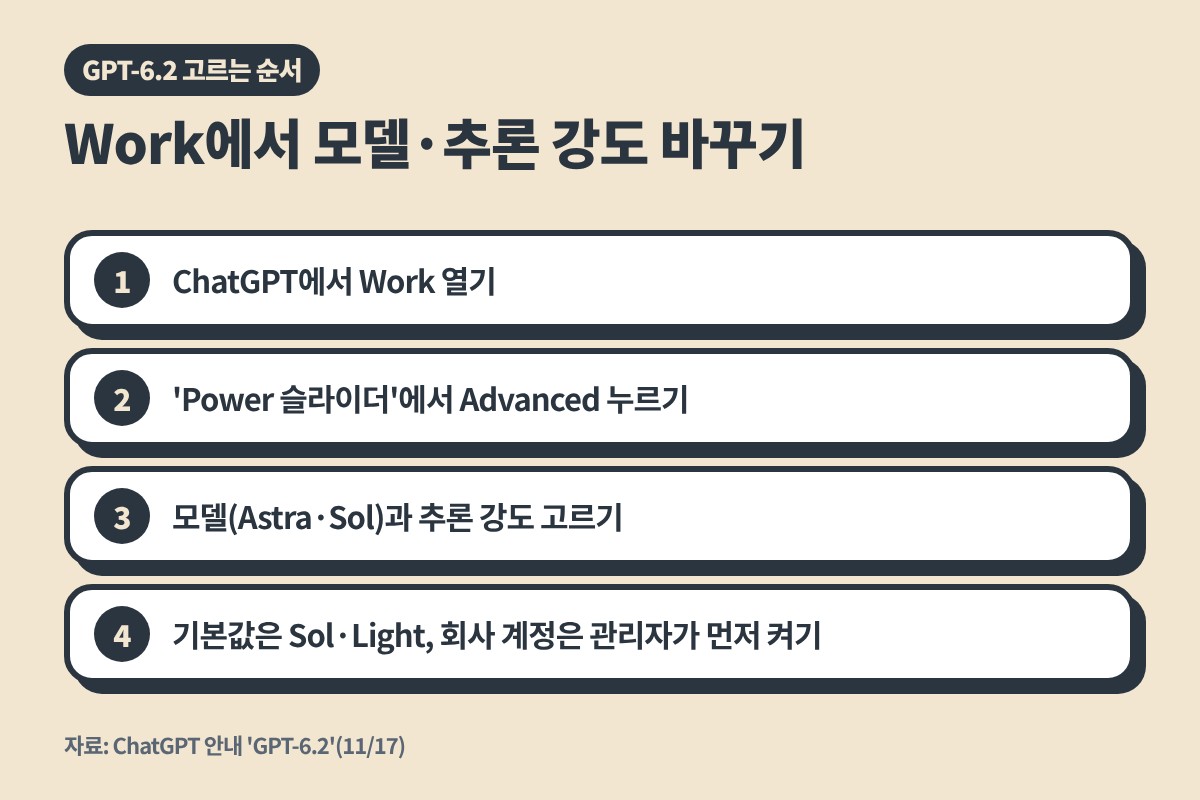 GPT-6.2 고르는 순서
Work에서 모델·추론 강도 바꾸기
1 ChatGPT에서 Work 열기
2 'Power 슬라이더'에서 Advanced 누르기
3 모델(Astra·Sol)과 추론 강도 고르기
4 기본값은 Sol·Light, 회사 계정은 관리자가 먼저 켜기
자료: ChatGPT 안내 'GPT-6.2'(11/17)